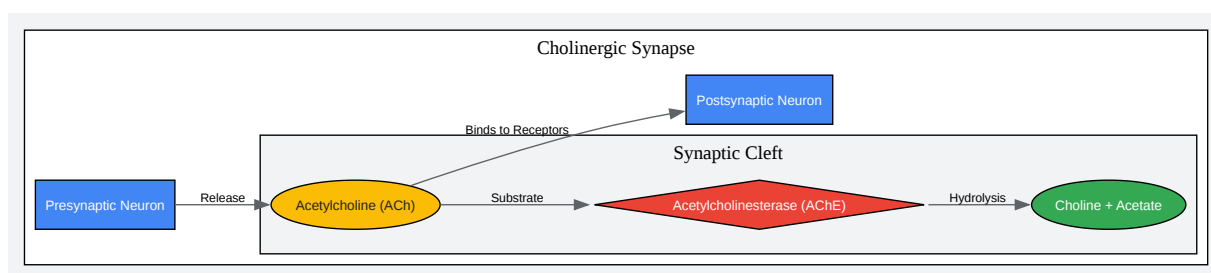 Cholinergic Synapse
Postsynaptic Neuron
Binds to Receptors
Synaptic Cleft
Presynaptic Neuron
Release
Acetylcholine (ACh)
Substrate
Acetylcholinesterase (AChE)
Hydrolysis
Choline + Acetate